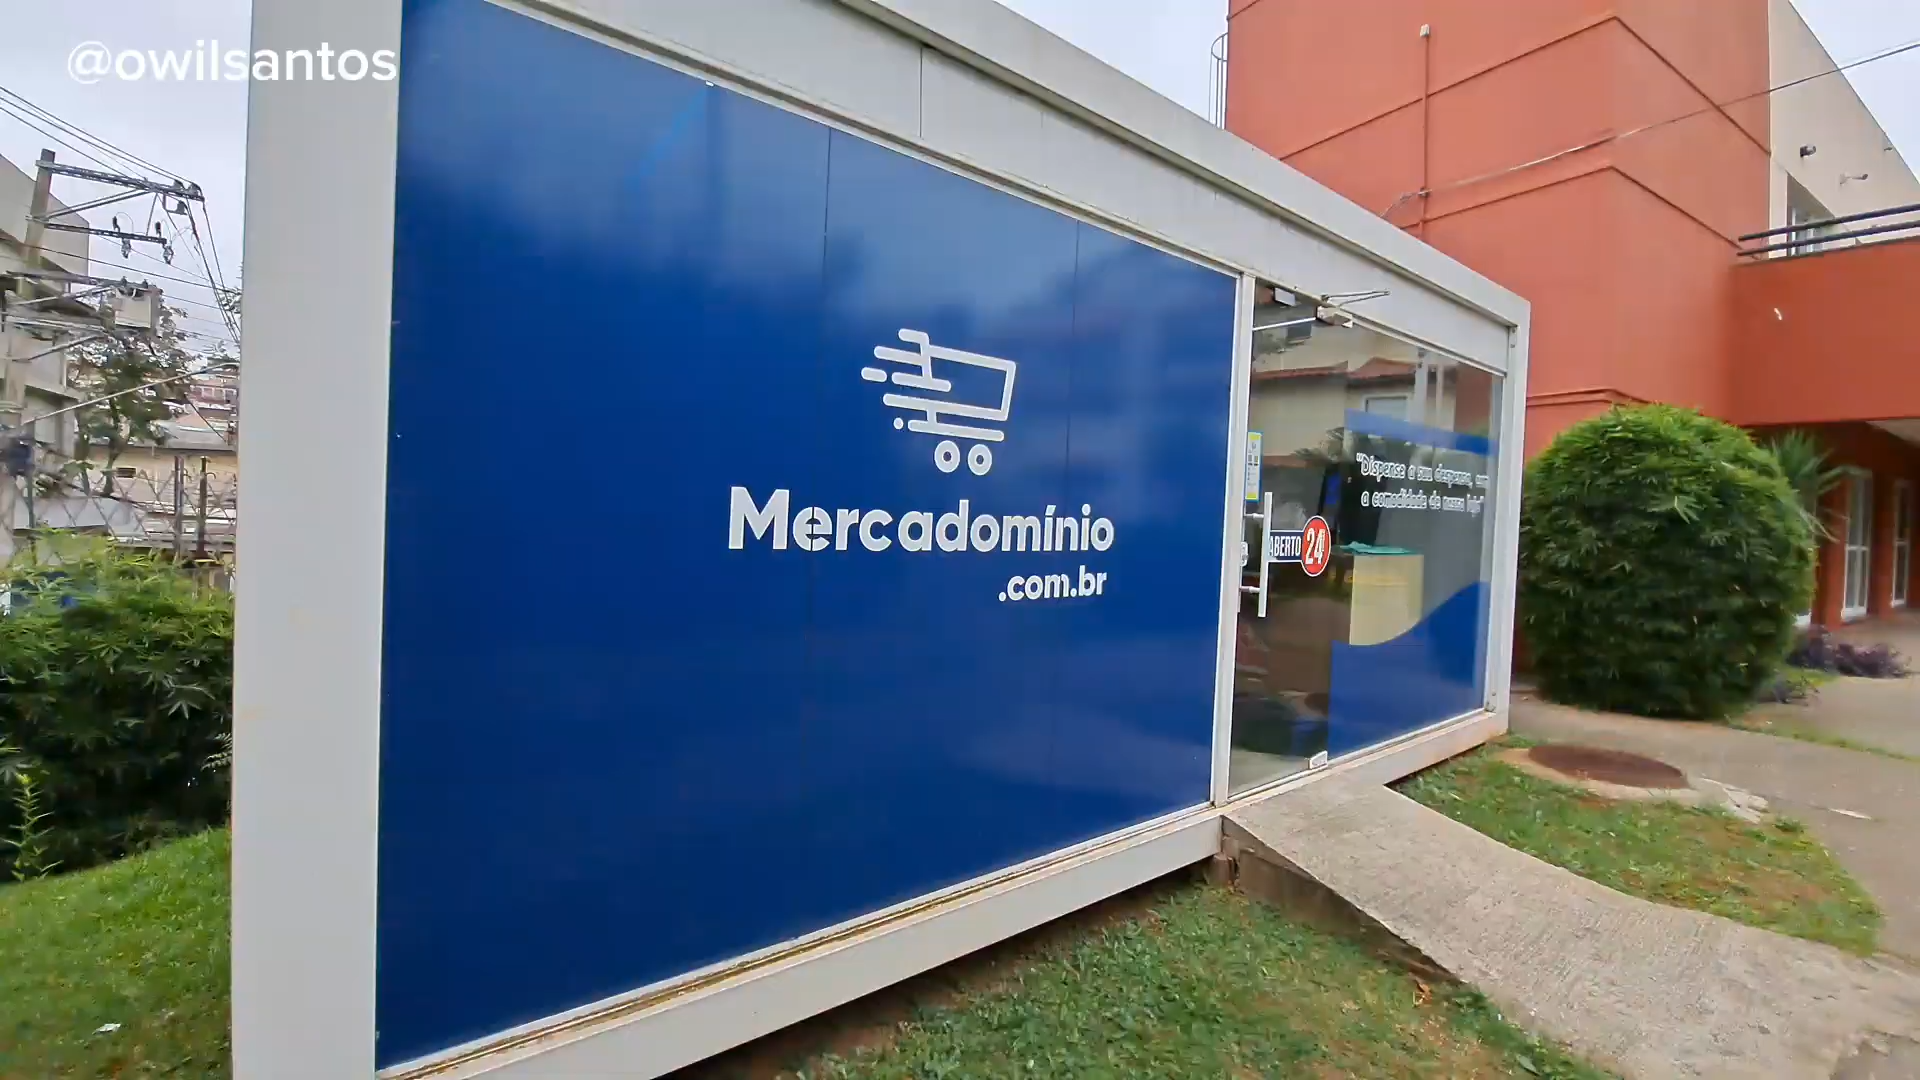 @owilsantos
Mercadomínio
.com.br
ABERTO 24
"Dispense a sua despensa, com
a comodidade de nossa loja"